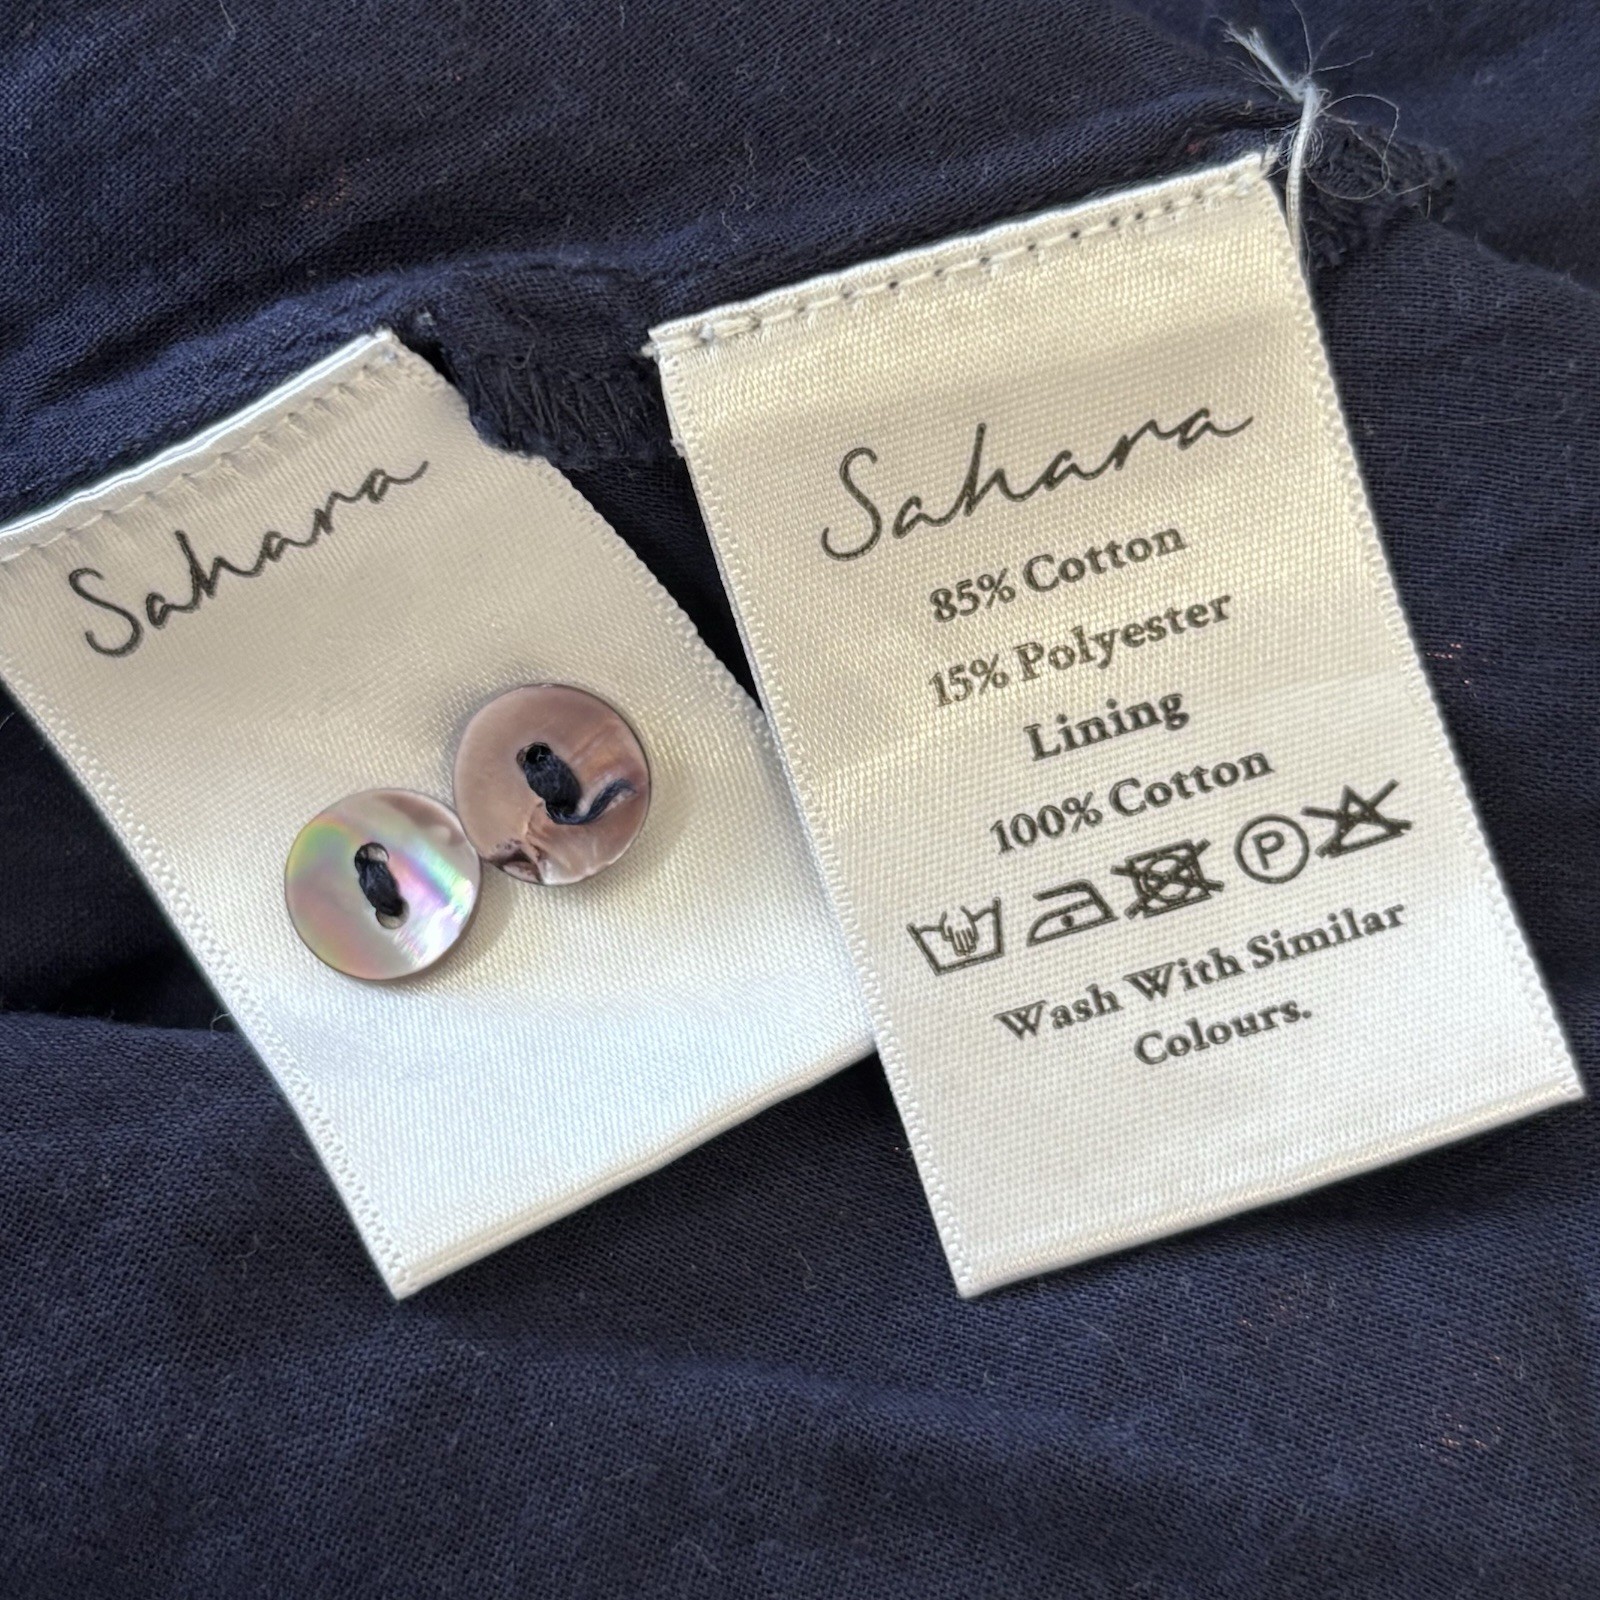 Sahara
Sahara
85% Cotton
15% Polyester
Lining
100% Cotton
P
Wash With Similar
Colours.